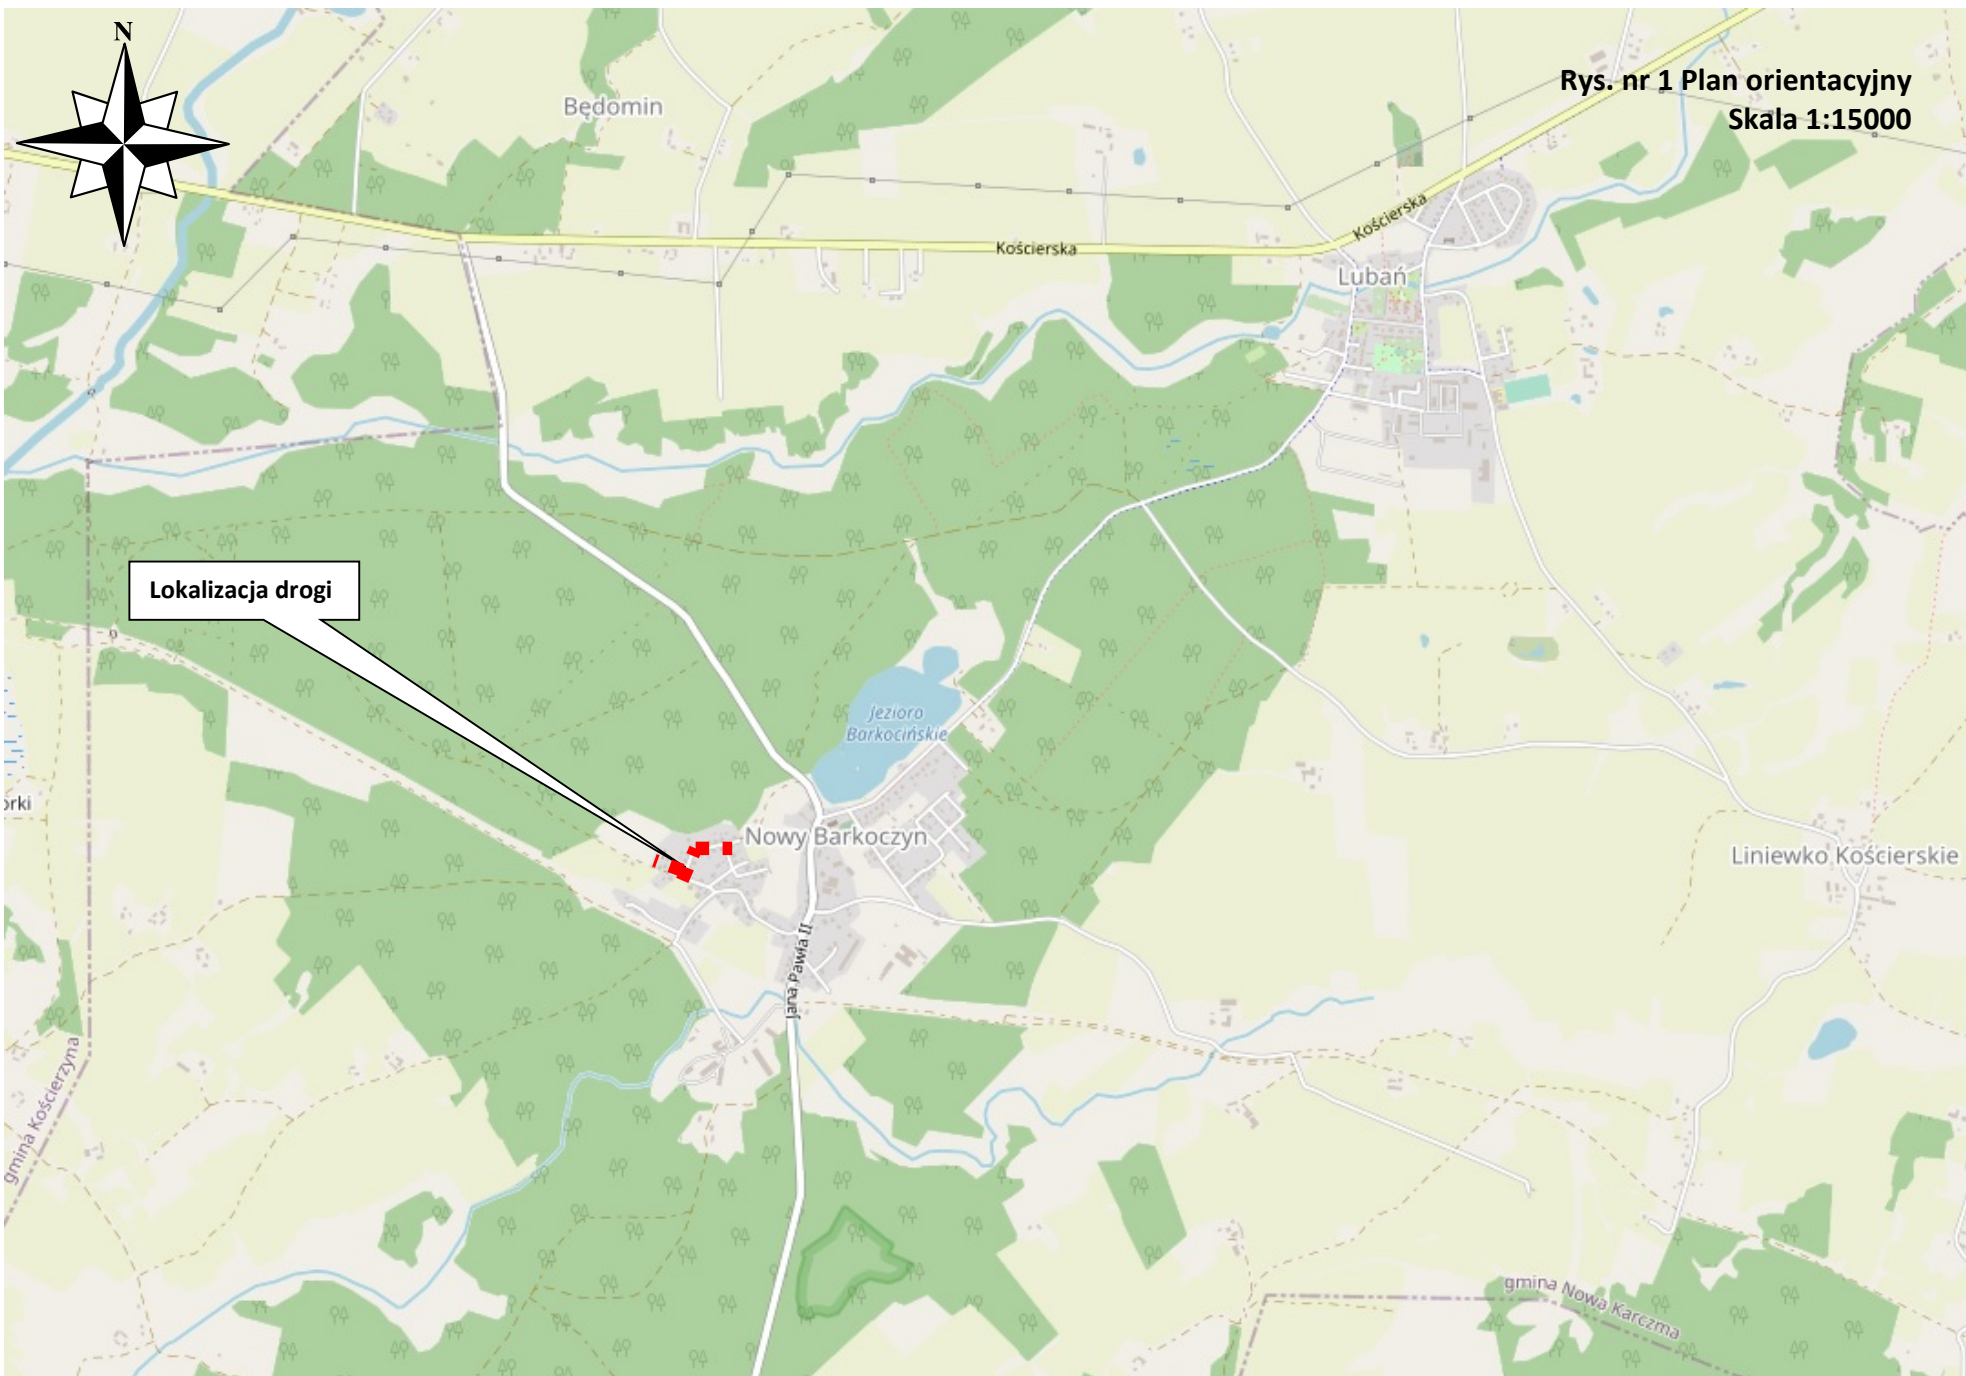 N
Rys. nr 1 Plan orientacyjny
Skala 1:15000
Będomin
Kościerska
Kościerska
Lubań
Lokalizacja drogi
Jezioro
Barkocińskie
orki
Nowy Barkoczyn
Liniewko Kościerskie
Jana Pawła II
gmina Kościerzyna
gmina Nowa Karczma